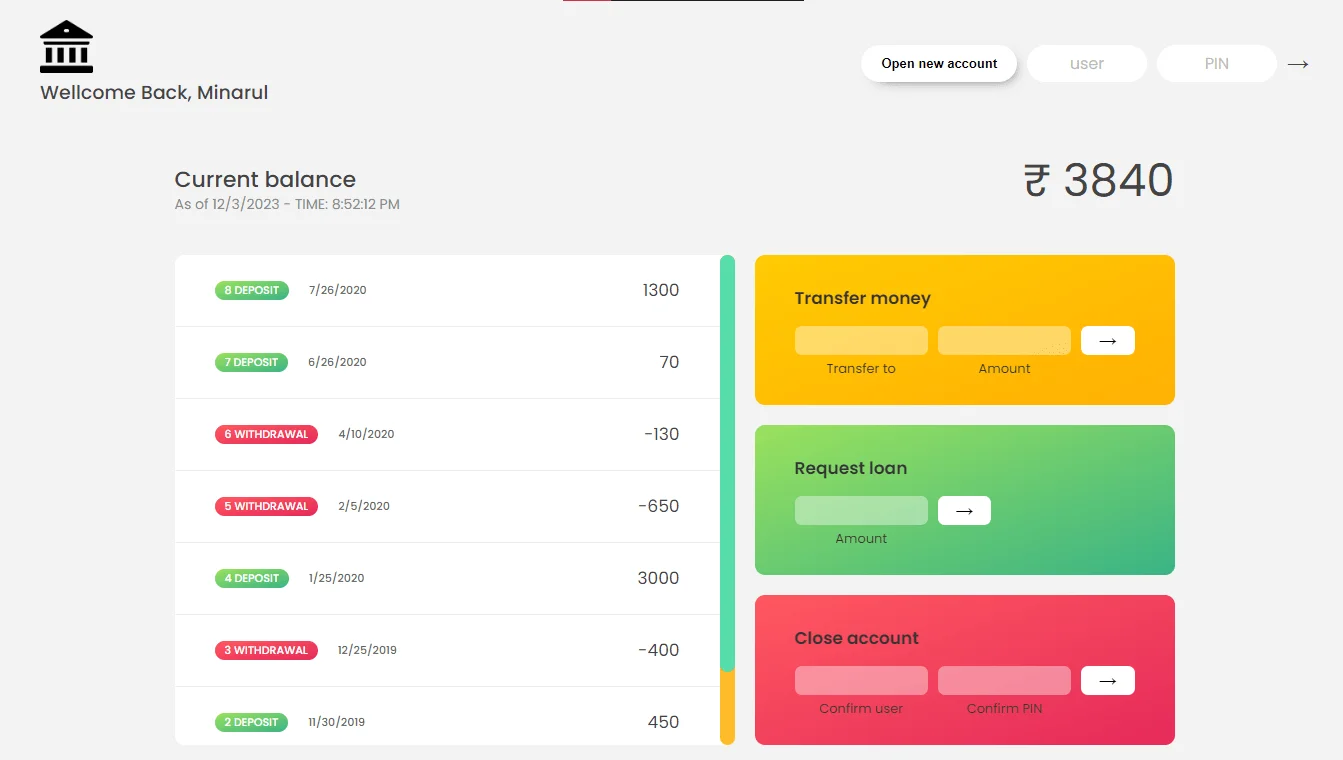 Wellcome Back, Minarul
Open new account
user
PIN
→
Current balance
As of 12/3/2023 - TIME: 8:52:12 PM
₹ 3840
8 DEPOSIT 7/26/2020 1300
7 DEPOSIT 6/26/2020 70
6 WITHDRAWAL 4/10/2020 -130
5 WITHDRAWAL 2/5/2020 -650
4 DEPOSIT 1/25/2020 3000
3 WITHDRAWAL 12/25/2019 -400
2 DEPOSIT 11/30/2019 450
Transfer money
→
Transfer to Amount
Request loan
→
Amount
Close account
→
Confirm user Confirm PIN